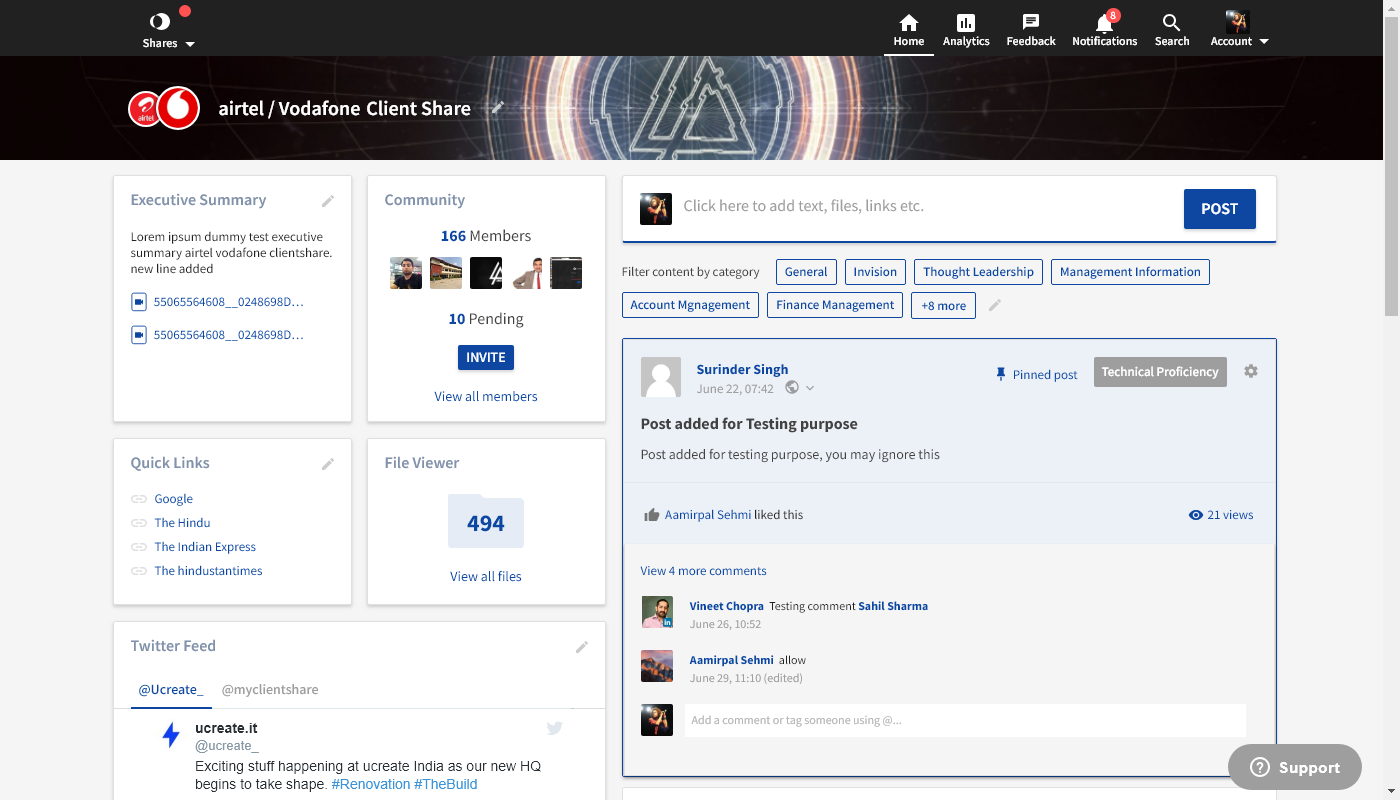 Shares
Home
Analytics
Feedback
8
Notifications
Search
Account
airtel
airtel / Vodafone Client Share
Executive Summary
Lorem ipsum dummy test executive
summary airtel vodafone clientshare.
new line added
55065564608__0248698D...
55065564608__0248698D...
Community
166 Members
10 Pending
INVITE
View all members
Quick Links
Google
The Hindu
The Indian Express
The hindustantimes
File Viewer
494
View all files
Twitter Feed
@Ucreate_ @myclientshare
ucreate.it
@ucreate_
Exciting stuff happening at ucreate India as our new HQ
begins to take shape. #Renovation #TheBuild
Click here to add text, files, links etc.
POST
Filter content by category General Invision Thought Leadership Management Information
Account Mgnagement Finance Management +8 more
Surinder Singh
June 22, 07:42
Pinned post
Technical Proficiency
Post added for Testing purpose
Post added for testing purpose, you may ignore this
Aamirpal Sehmi liked this
21 views
View 4 more comments
Vineet Chopra Testing comment Sahil Sharma
in
June 26, 10:52
Aamirpal Sehmi allow
June 29, 11:10 (edited)
Add a comment or tag someone using @...
Support